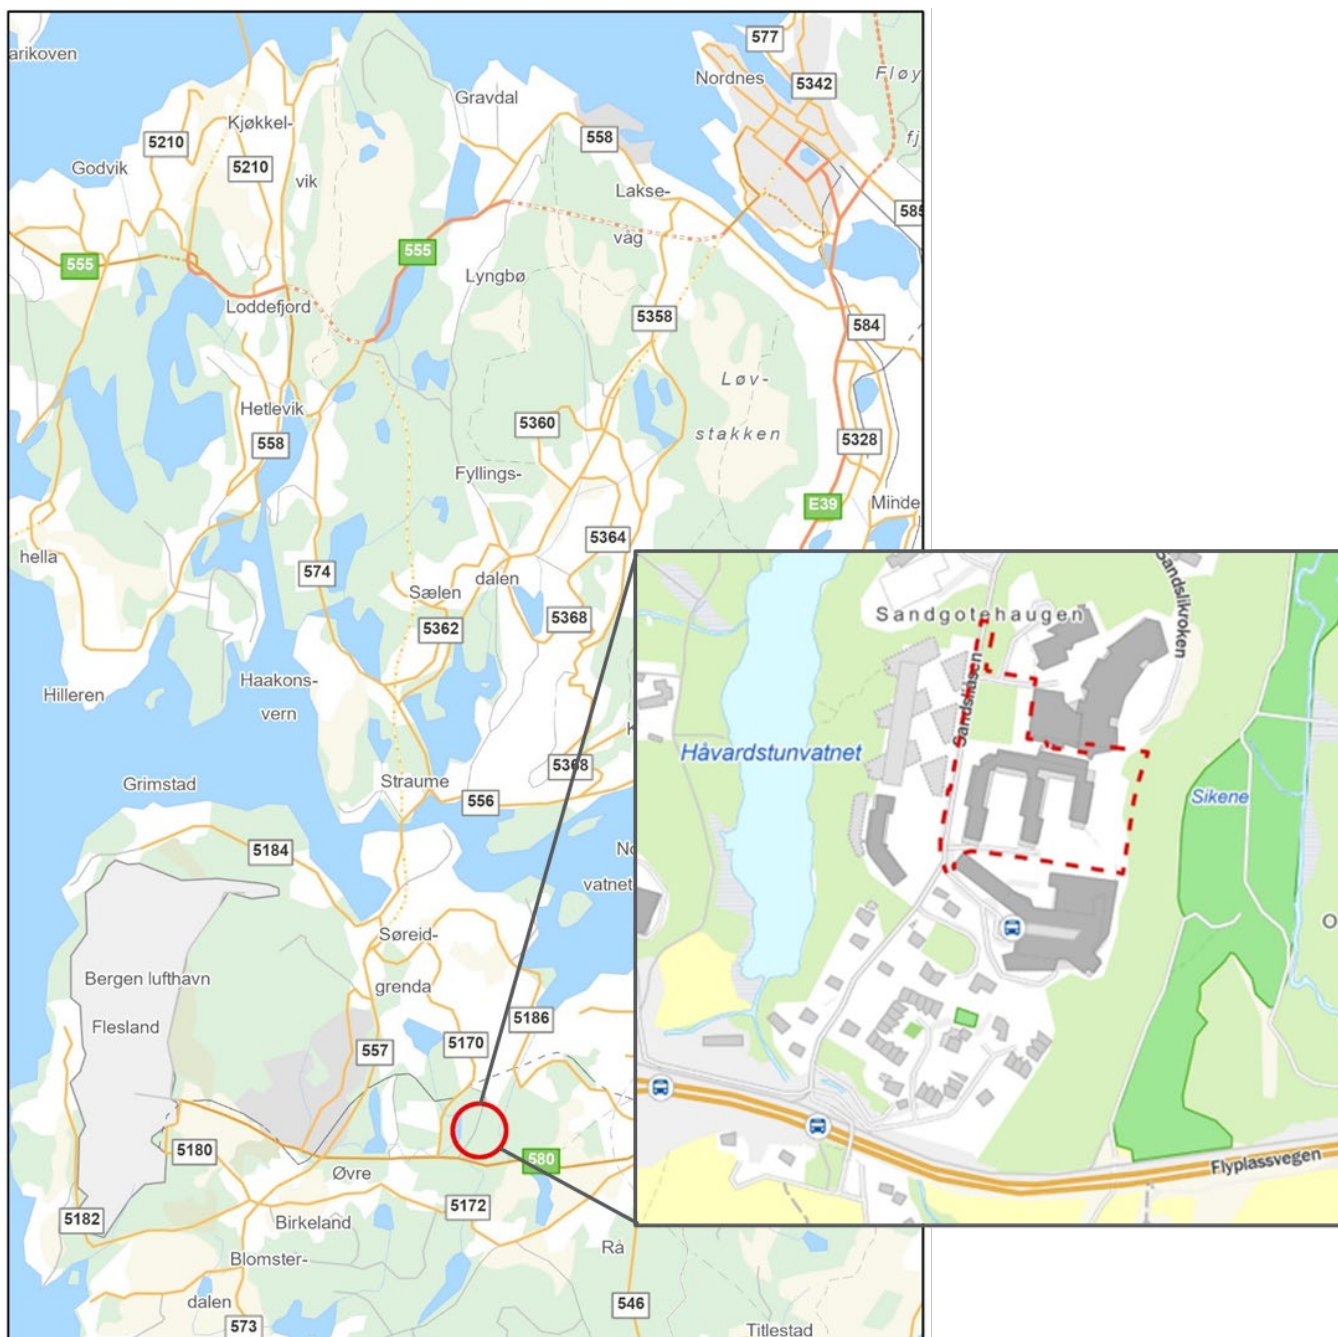 arikoven
577
Nordnes
5342
Fløy
fj
Gravdal
558
5210
Kjøkkel-
5210
Godvik
vik
Lakse-
585
våg
555
555
Lyngbø
Loddefjord
5358
584
Løv-
stakken
Hetlevik
5360
558
5328
Fyllings-
E39
Minde
5364
hella
574
Sælen
dalen
5362
5368
Haakons-
vern
Hilleren
5368
Grimstad
Straume
556
5184
vatnet
Søreid-
grenda
Bergen lufthavn
Flesland
5186
557
5170
5180
Øvre
580
5172
5182
Birkeland
Blomster-
dalen
Rå
573
546
Titlestad
Sandgotehaugen
Sandslikroken
Sandsliåsen
Håvardstunvatnet
Sikene
O
Flyplassvegen